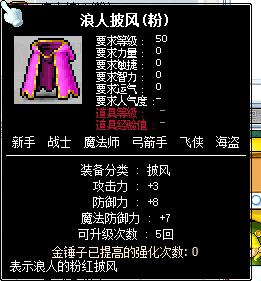 浪人披风(粉)
要求等级 : 50
要求力量 : 0
要求敏捷 : 0
要求智力 : 0
要求运气 : 0
要求人气度 : -
道具等级 : -
道具经验值 : -
新手 战士 魔法师 弓箭手 飞侠 海盗
装备分类 : 披风
攻击力 : +3
防御力 : +8
魔法防御力 : +7
可升级次数 : 5回
金锤子已提高的强化次数: 0
表示浪人的粉红披风